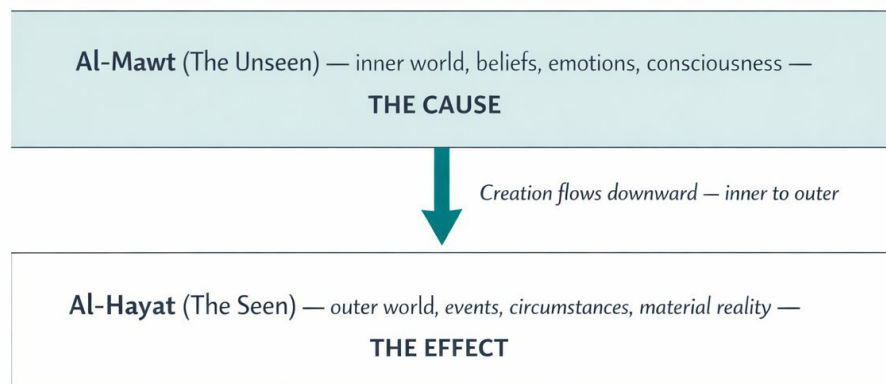 Al-Mawt (The Unseen) — inner world, beliefs, emotions, consciousness —
THE CAUSE
Creation flows downward — inner to outer
Al-Hayat (The Seen) — outer world, events, circumstances, material reality —
THE EFFECT